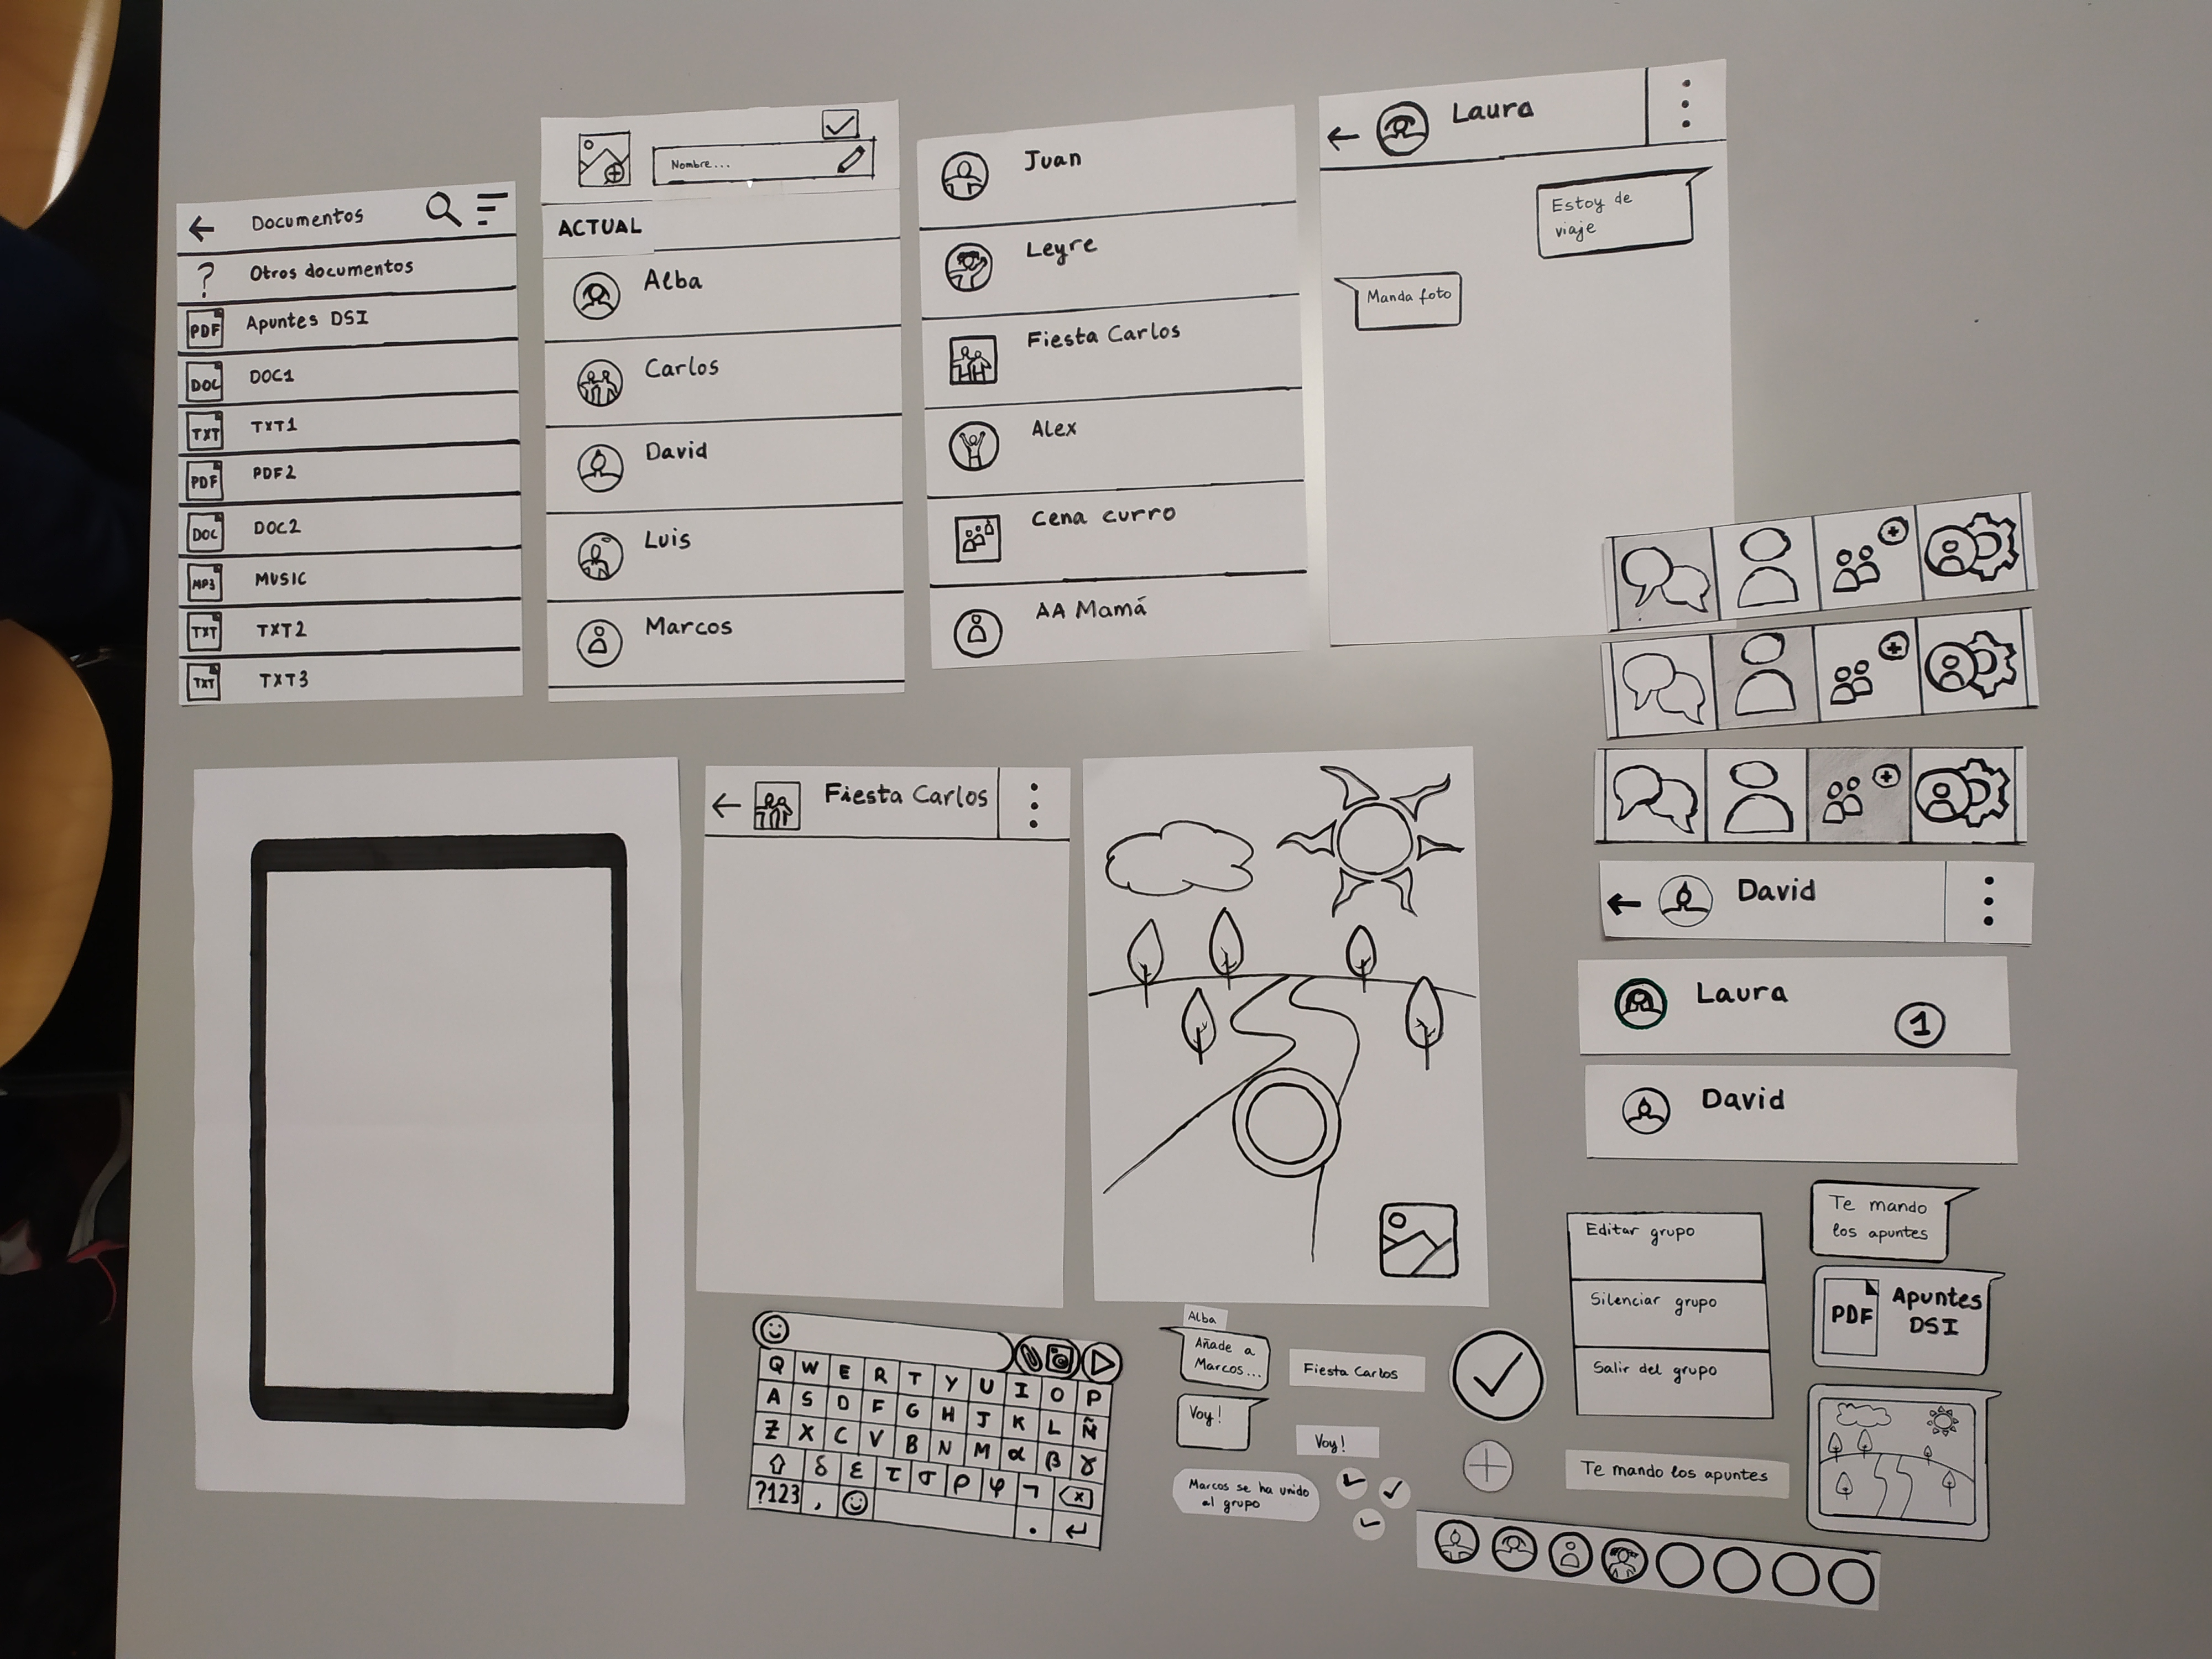 Documentos
? Otros documentos
PDF Apuntes DSI
DOC DOC1
TXT TXT1
PDF PDF2
DOC DOC2
MP3 MUSIC
TXT TXT2
TXT TXT3
Nombre...
ACTUAL
Alba
Carlos
David
Luis
Marcos
Juan
Leyre
Fiesta Carlos
Alex
Cena curro
AA Mamá
Laura
Estoy de
viaje
Manda foto
Fiesta Carlos
Q W E R T Y U I O P
A S D F G H J K L Ñ
Z X C V B N M α β γ
δ ε τ σ ρ φ ㄱ
?123 , .
Alba
Añade a
Marcos...
Voy!
Marcos se ha unido
al grupo
Fiesta Carlos
Voy!
Editar grupo
Silenciar grupo
Salir del grupo
Te mando los apuntes
David
Laura 1
David
Te mando
los apuntes
PDF Apuntes
DSI